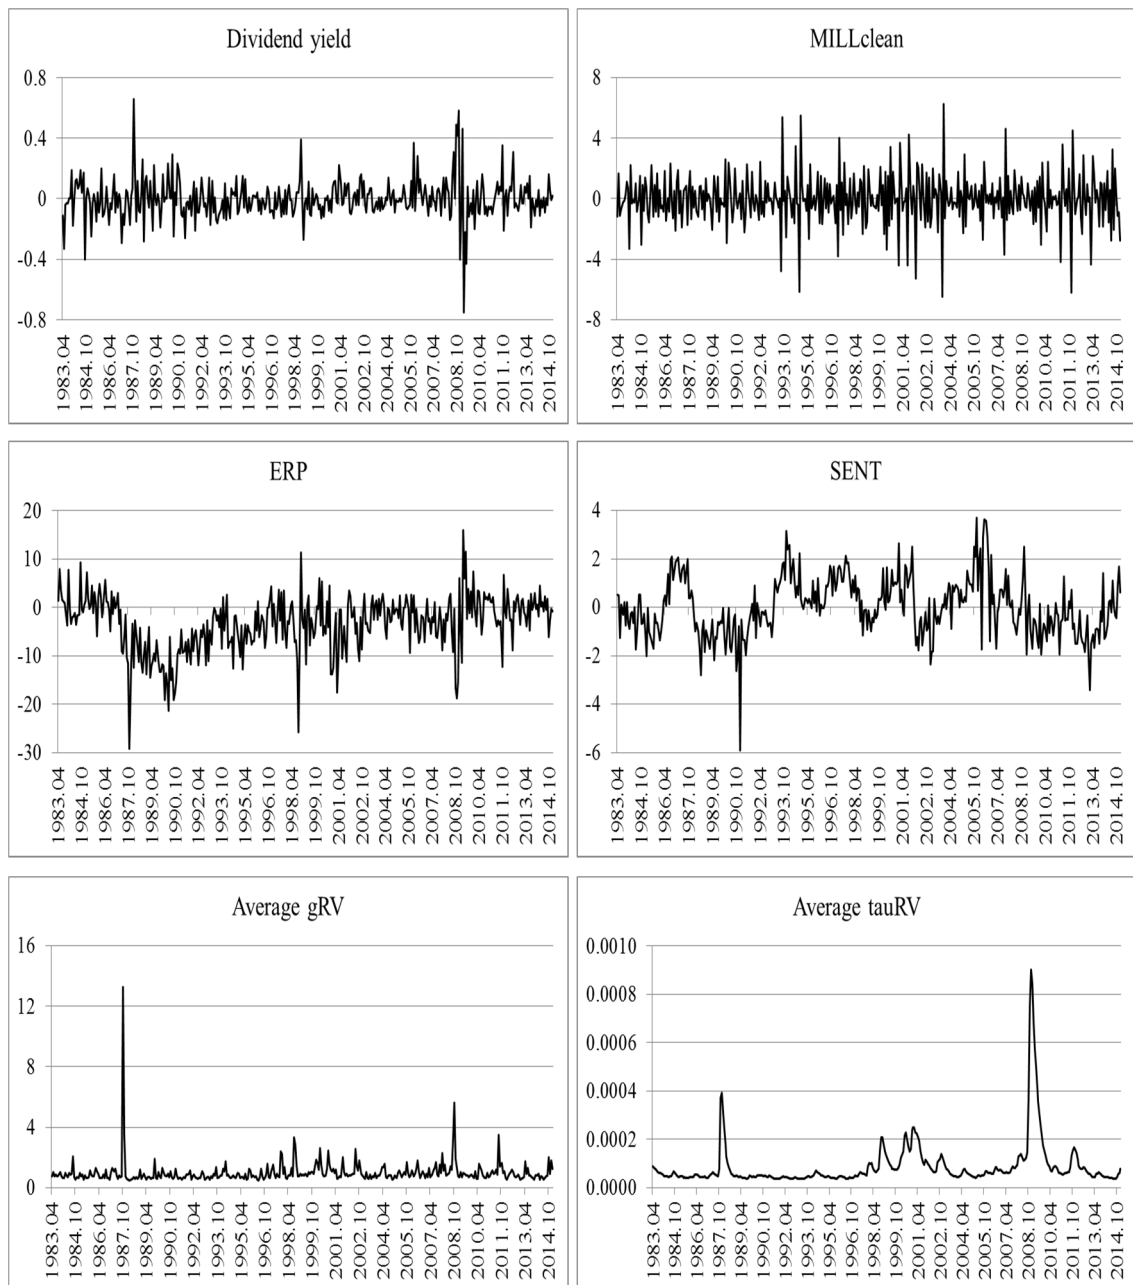 Dividend yield
0.8
0.4
0
-0.4
-0.8
1983.04 1984.10 1986.04 1987.10 1989.04 1990.10 1992.04 1993.10 1995.04 1996.10 1998.04 1999.10 2001.04 2002.10 2004.04 2005.10 2007.04 2008.10 2010.04 2011.10 2013.04 2014.10
MILLclean
8
4
0
-4
-8
1983.04 1984.10 1986.04 1987.10 1989.04 1990.10 1992.04 1993.10 1995.04 1996.10 1998.04 1999.10 2001.04 2002.10 2004.04 2005.10 2007.04 2008.10 2010.04 2011.10 2013.04 2014.10
ERP
20
10
0
-10
-20
-30
1983.04 1984.10 1986.04 1987.10 1989.04 1990.10 1992.04 1993.10 1995.04 1996.10 1998.04 1999.10 2001.04 2002.10 2004.04 2005.10 2007.04 2008.10 2010.04 2011.10 2013.04 2014.10
SENT
4
2
0
-2
-4
-6
1983.04 1984.10 1986.04 1987.10 1989.04 1990.10 1992.04 1993.10 1995.04 1996.10 1998.04 1999.10 2001.04 2002.10 2004.04 2005.10 2007.04 2008.10 2010.04 2011.10 2013.04 2014.10
Average gRV
16
12
8
4
0
1983.04 1984.10 1986.04 1987.10 1989.04 1990.10 1992.04 1993.10 1995.04 1996.10 1998.04 1999.10 2001.04 2002.10 2004.04 2005.10 2007.04 2008.10 2010.04 2011.10 2013.04 2014.10
Average tauRV
0.0010
0.0008
0.0006
0.0004
0.0002
0.0000
1983.04 1984.10 1986.04 1987.10 1989.04 1990.10 1992.04 1993.10 1995.04 1996.10 1998.04 1999.10 2001.04 2002.10 2004.04 2005.10 2007.04 2008.10 2010.04 2011.10 2013.04 2014.10